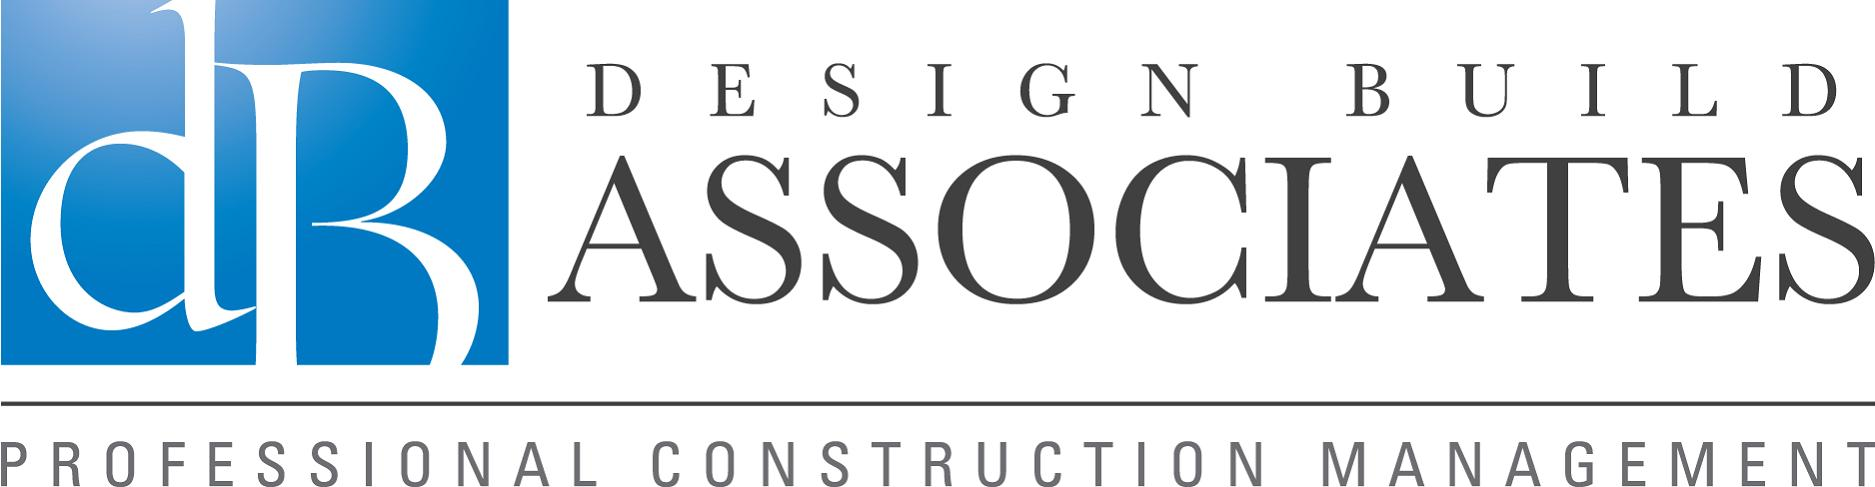 dB
DESIGN BUILD
ASSOCIATES
PROFESSIONAL CONSTRUCTION MANAGEMENT